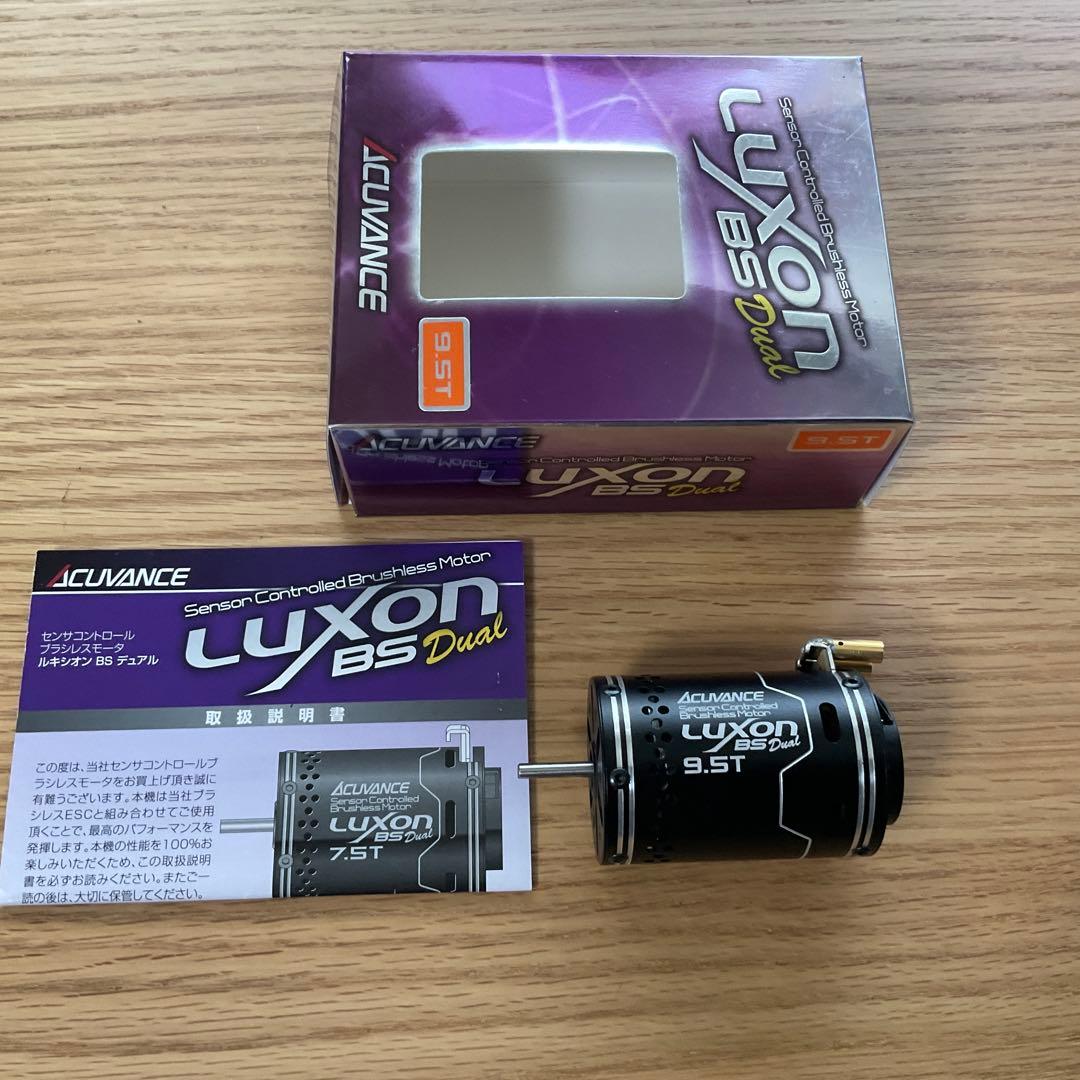 ACUVANCE
Sensor Controlled Brushless Motor
LUXON
BS Dual
9.5T
ACUVANCE
9.5T
Sensor Controlled Brushless Motor
LUXON
BS Dual
ACUVANCE
Sensor Controlled Brushless Motor
LUXON
BS Dual
センサコントロール
ブラシレスモータ
ルキシオン BS デュアル
取扱説明書
この度は、当社センサコントロールブ
ラシレスモータをお買上げ頂き誠に
有難うございます。本機は当社ブラ
シレスESCと組み合わせてご使用
頂くことで、最高のパフォーマンスを
発揮します。本機の性能を100%お
楽しみいただくため、この取扱説明
書を必ずお読みください。またご一
読の後は、大切に保管してください。
ACUVANCE
Sensor Controlled
Brushless Motor
LUXON
BS Dual
7.5T
ACUVANCE
Sensor Controlled
Brushless Motor
LUXON
BS Dual
9.5T